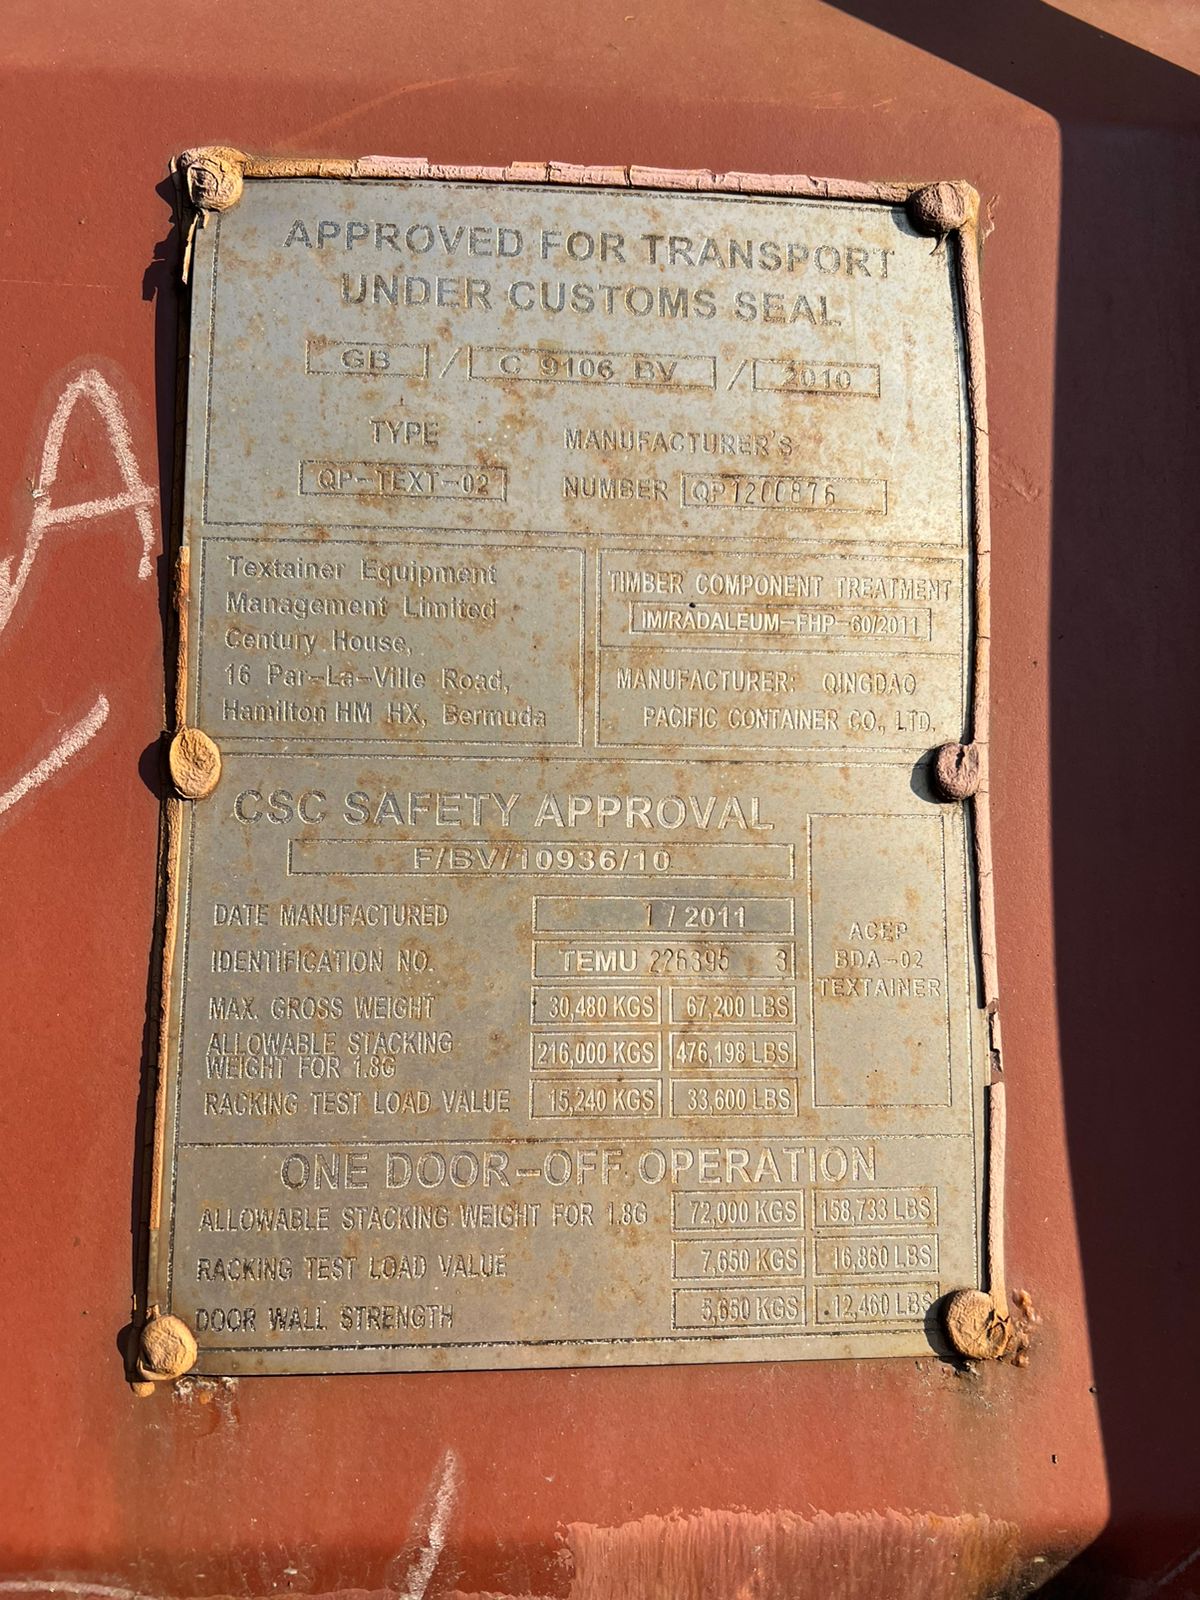 APPROVED FOR TRANSPORT
UNDER CUSTOMS SEAL
GB / C 9106 BV / 2010
TYPE MANUFACTURER'S
QP-TEXT-02 NUMBER QP1200876
Textainer Equipment
Management Limited
Century House,
16 Par-La-Ville Road,
Hamilton HM HX, Bermuda
TIMBER COMPONENT TREATMENT
IM/RADALEUM-FHP-60/2011
MANUFACTURER: QINGDAO
PACIFIC CONTAINER CO., LTD.
CSC SAFETY APPROVAL
F/BV/10936/10
DATE MANUFACTURED 1 / 2011
IDENTIFICATION NO. TEMU 226395 3
MAX. GROSS WEIGHT 30,480 KGS 67,200 LBS
ALLOWABLE STACKING
WEIGHT FOR 1.8G 216,000 KGS 476,198 LBS
RACKING TEST LOAD VALUE 15,240 KGS 33,600 LBS
ACEP
BDA-02
TEXTAINER
ONE DOOR-OFF OPERATION
ALLOWABLE STACKING WEIGHT FOR 1.8G 72,000 KGS 158,733 LBS
RACKING TEST LOAD VALUE 7,650 KGS 16,860 LBS
DOOR WALL STRENGTH 5,650 KGS 12,460 LBS
A